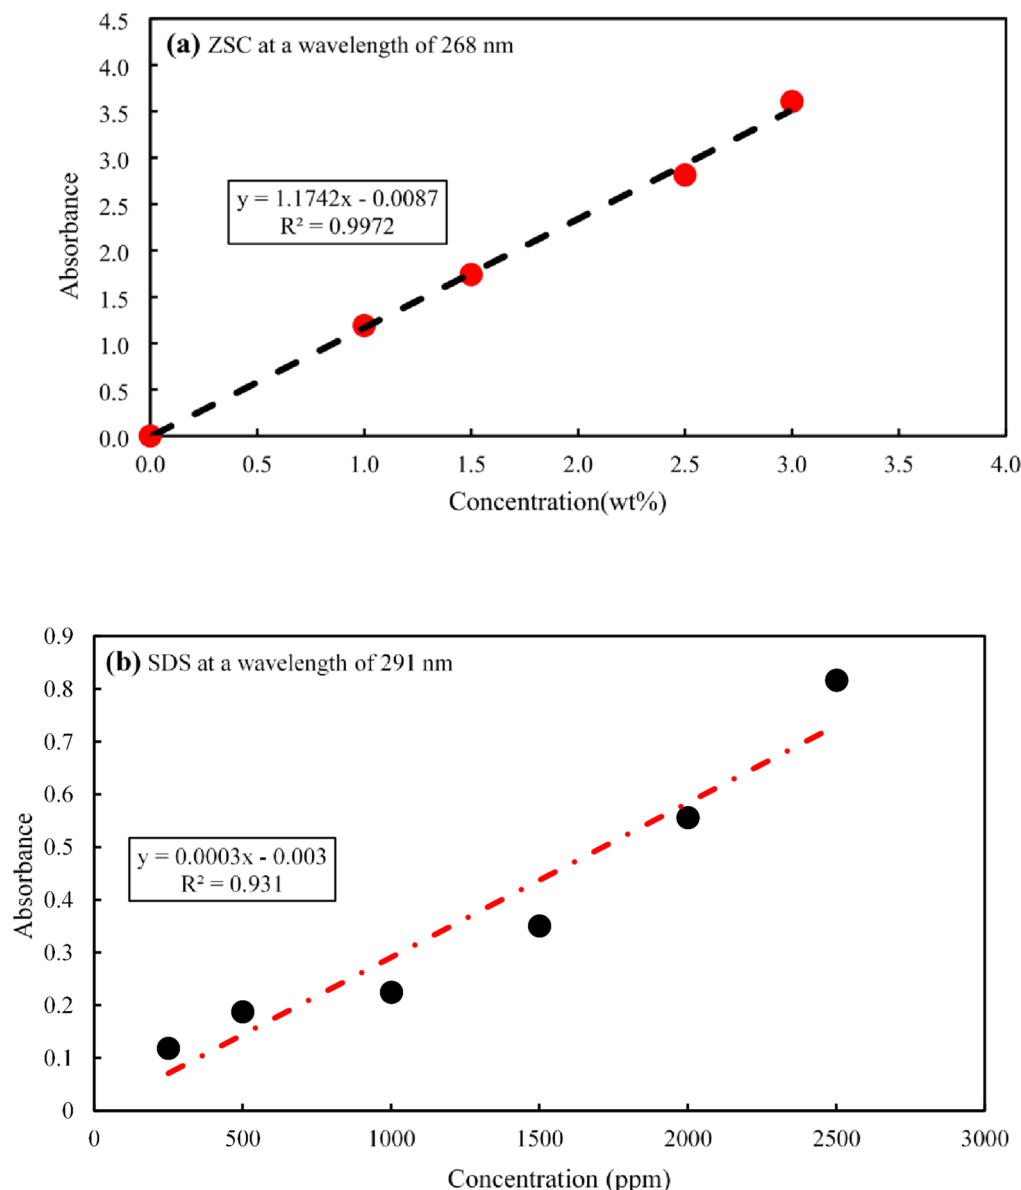 (a) ZSC at a wavelength of 268 nm
4.5
4.0
3.5
3.0
2.5
2.0
1.5
1.0
0.5
0.0
Absorbance
y = 1.1742x - 0.0087
R² = 0.9972
0.0 0.5 1.0 1.5 2.0 2.5 3.0 3.5 4.0
Concentration(wt%)
(b) SDS at a wavelength of 291 nm
0.9
0.8
0.7
0.6
0.5
0.4
0.3
0.2
0.1
0
Absorbance
y = 0.0003x - 0.003
R² = 0.931
0 500 1000 1500 2000 2500 3000
Concentration (ppm)